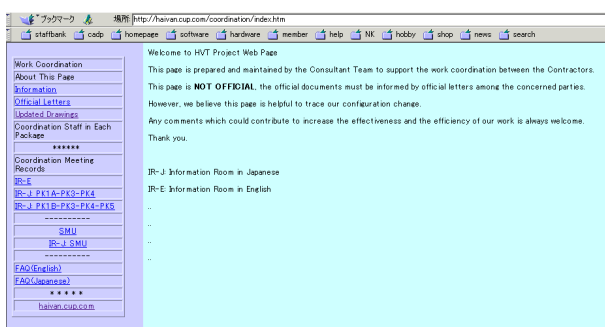 ブックマーク 場所: http://haivan.cup.com/coordination/index.htm
staffbank cadp homepage software hardware member help NK hobby shop news search
Work Coordination
About This Page
Information
Official Letters
Updated Drawings
Coordination Staff in Each
Package
******
Coordination Meeting
Records
IR-E
IR-J: PK1A-PK3-PK4
IR-J: PK1B-PK3-PK4-PK5
----------
SMU
IR-J: SMU
----------
FAQ(English)
FAQ(Japanese)
* * * * *
haivan.cup.com
Welcome to HVT Project Web Page
This page is prepared and maintained by the Consultant Team to support the work coordination between the Contractors.
This page is NOT OFFICIAL, the official documents must be informed by official letters among the concerned parties.
However, we believe this page is helpful to trace our configuration change.
Any comments which could contribute to increase the effectiveness and the efficiency of our work is always welcome.
Thank you.
IR-J: Information Room in Japanese
IR-E: Information Room in English
..
..
..
..